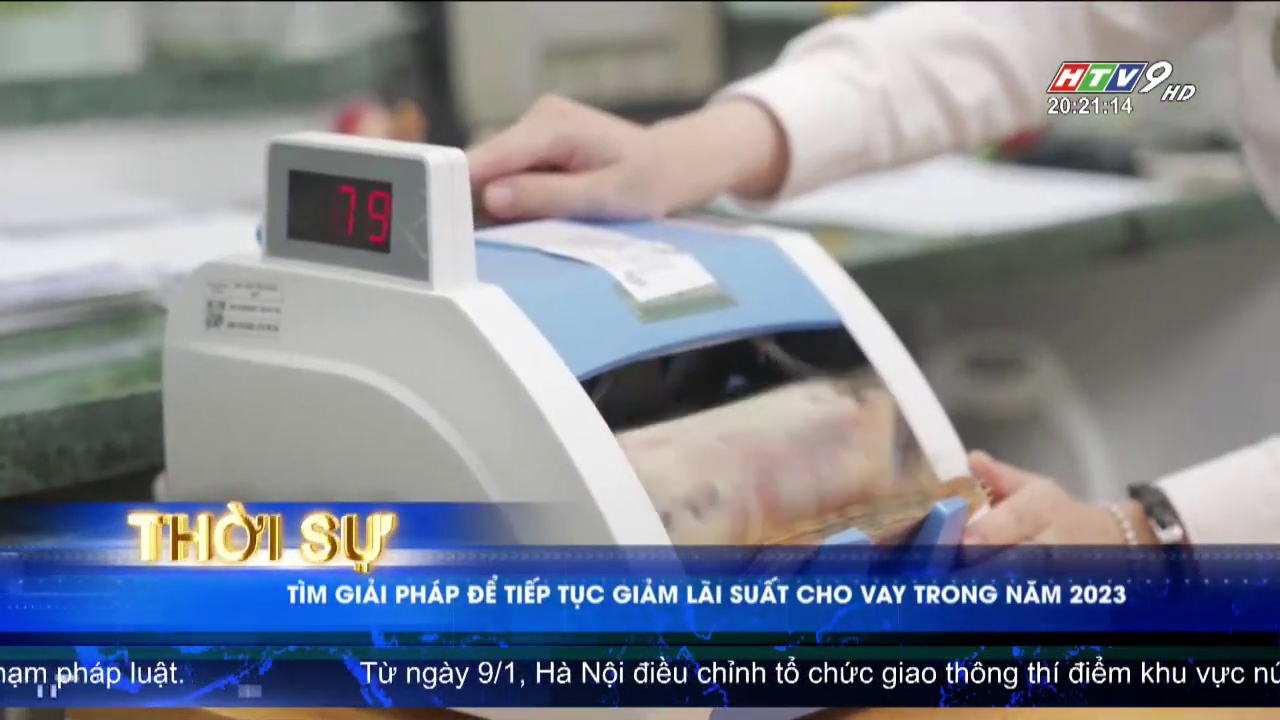 HTV9 HD
20:21:14
79
THỜI SỰ
TÌM GIẢI PHÁP ĐỂ TIẾP TỤC GIẢM LÃI SUẤT CHO VAY TRONG NĂM 2023
phạm pháp luật. Từ ngày 9/1, Hà Nội điều chỉnh tổ chức giao thông thí điểm khu vực